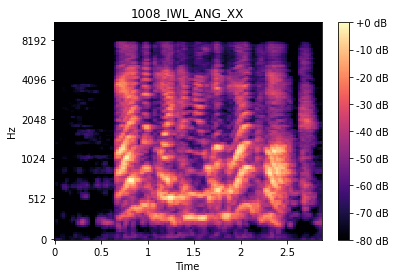 1008_IWL_ANG_XX
8192
4096
2048
1024
512
0
Hz
0
0.5
1
1.5
2
2.5
Time
+0 dB
-10 dB
-20 dB
-30 dB
-40 dB
-50 dB
-60 dB
-70 dB
-80 dB